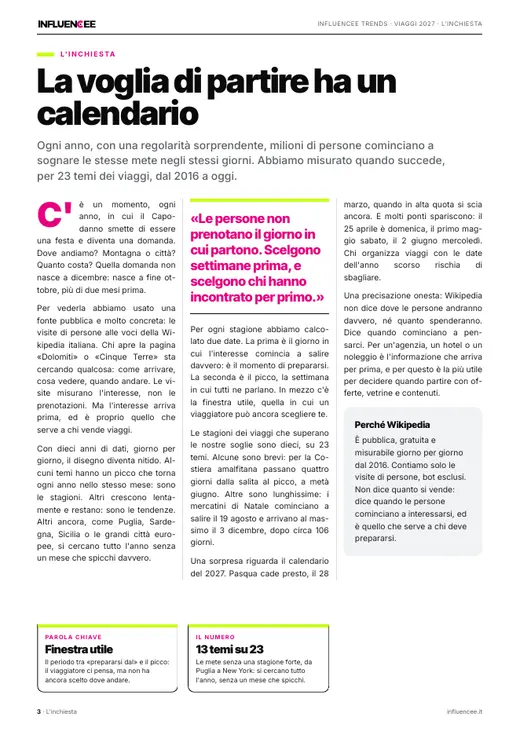 INFLUENCEE
INFLUENCEE TRENDS · VIAGGI 2027 · L'INCHIESTA
L'INCHIESTA
La voglia di partire ha un
calendario
Ogni anno, con una regolarità sorprendente, milioni di persone cominciano a
sognare le stesse mete negli stessi giorni. Abbiamo misurato quando succede,
per 23 temi dei viaggi, dal 2016 a oggi.
C'è un momento, ogni
anno, in cui il Capo-
danno smette di essere
una festa e diventa una domanda.
Dove andiamo? Montagna o città?
Quanto costa? Quella domanda non
nasce a dicembre: nasce a fine ot-
tobre, più di due mesi prima.
Per vederla abbiamo usato una
fonte pubblica e molto concreta: le
visite di persone alle voci della Wi-
kipedia italiana. Chi apre la pagina
«Dolomiti» o «Cinque Terre» sta
cercando qualcosa: come arrivare,
cosa vedere, quando andare. Le vi-
site misurano l'interesse, non le
prenotazioni. Ma l'interesse arriva
prima, ed è proprio quello che
serve a chi vende viaggi.
Con dieci anni di dati, giorno per
giorno, il disegno diventa nitido. Al-
cuni temi hanno un picco che torna
ogni anno nello stesso mese: sono
le stagioni. Altri crescono lenta-
mente e restano: sono le tendenze.
Altri ancora, come Puglia, Sarde-
gna, Sicilia o le grandi città euro-
pee, si cercano tutto l'anno senza
un mese che spicchi davvero.
«Le persone non
prenotano il giorno in
cui partono. Scelgono
settimane prima, e
scelgono chi hanno
incontrato per primo.»
Per ogni stagione abbiamo calco-
lato due date. La prima è il giorno in
cui l'interesse comincia a salire
davvero: è il momento di prepararsi.
La seconda è il picco, la settimana
in cui tutti ne parlano. In mezzo c'è
la finestra utile, quella in cui un
viaggiatore può ancora scegliere te.
Le stagioni dei viaggi che superano
le nostre soglie sono dieci, su 23
temi. Alcune sono brevi: per la Co-
stiera amalfitana passano quattro
giorni dalla salita al picco, a metà
giugno. Altre sono lunghissime: i
mercatini di Natale cominciano a
salire il 19 agosto e arrivano al mas-
simo il 3 dicembre, dopo circa 106
giorni.
Una sorpresa riguarda il calendario
del 2027. Pasqua cade presto, il 28
marzo, quando in alta quota si scia
ancora. E molti ponti spariscono: il
25 aprile è domenica, il primo mag-
gio sabato, il 2 giugno mercoledì.
Chi organizza viaggi con le date
dell'anno scorso rischia di
sbagliare.
Una precisazione onesta: Wikipedia
non dice dove le persone andranno
davvero, né quanto spenderanno.
Dice quando cominciano a pen-
sarci. Per un'agenzia, un hotel o un
noleggio è l'informazione che arriva
per prima, e per questo è la più utile
per decidere quando partire con of-
ferte, vetrine e contenuti.
Perché Wikipedia
È pubblica, gratuita e
misurabile giorno per giorno
dal 2016. Contiamo solo le
visite di persone, bot esclusi.
Non dice quanto si vende:
dice quando le persone
cominciano a interessarsi, ed
è quello che serve a chi deve
prepararsi.
PAROLA CHIAVE
Finestra utile
Il periodo tra «prepararsi dal» e il picco:
il viaggiatore ci pensa, ma non ha
ancora scelto dove andare.
IL NUMERO
13 temi su 23
Le mete senza una stagione forte, da
Puglia a New York: si cercano tutto
l'anno, senza un mese che spicchi.
3 · L'inchiesta
influencee.it